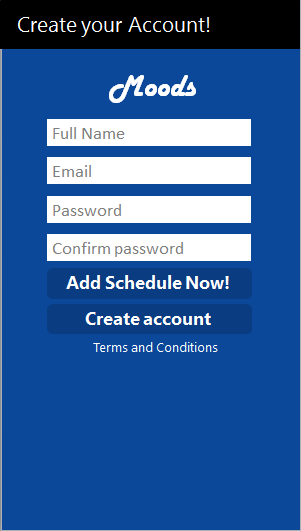 Create your Account!
Moods
Full Name
Email
Password
Confirm password
Add Schedule Now!
Create account
Terms and Conditions